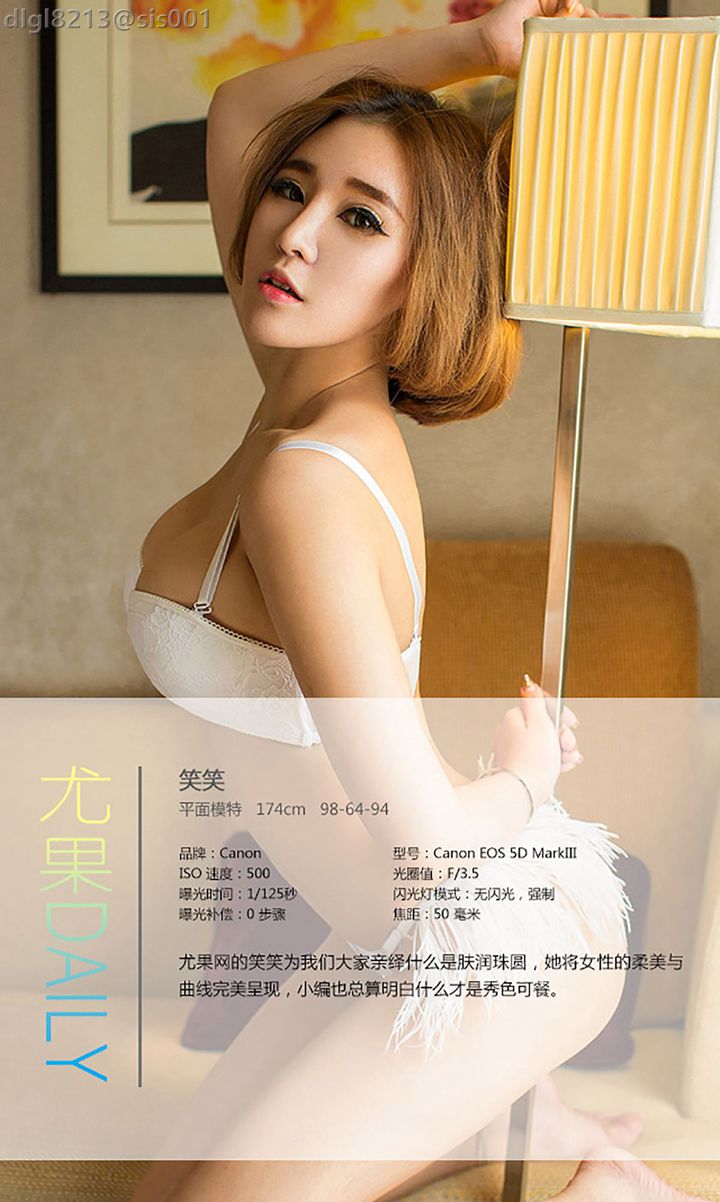 dlgl8213@sis001
尤果DAILY
笑笑
平面模特 174cm 98-64-94
品牌：Canon 型号：Canon EOS 5D MarkⅢ
ISO 速度：500 光圈值：F/3.5
曝光时间：1/125秒 闪光灯模式：无闪光，强制
曝光补偿：0 步骤 焦距：50 毫米
尤果网的笑笑为我们大家亲绎什么是肤润珠圆，她将女性的柔美与
曲线完美呈现，小编也总算明白什么才是秀色可餐。